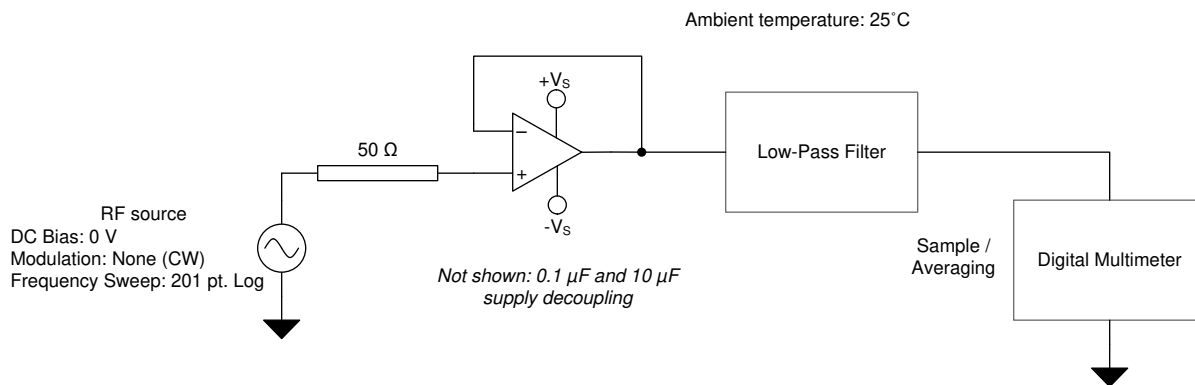 Ambient temperature: 25˚C
+VS
50 Ω
−
+
-VS
Low-Pass Filter
RF source
DC Bias: 0 V
Modulation: None (CW)
Frequency Sweep: 201 pt. Log
Not shown: 0.1 µF and 10 µF
supply decoupling
Sample /
Averaging
Digital Multimeter